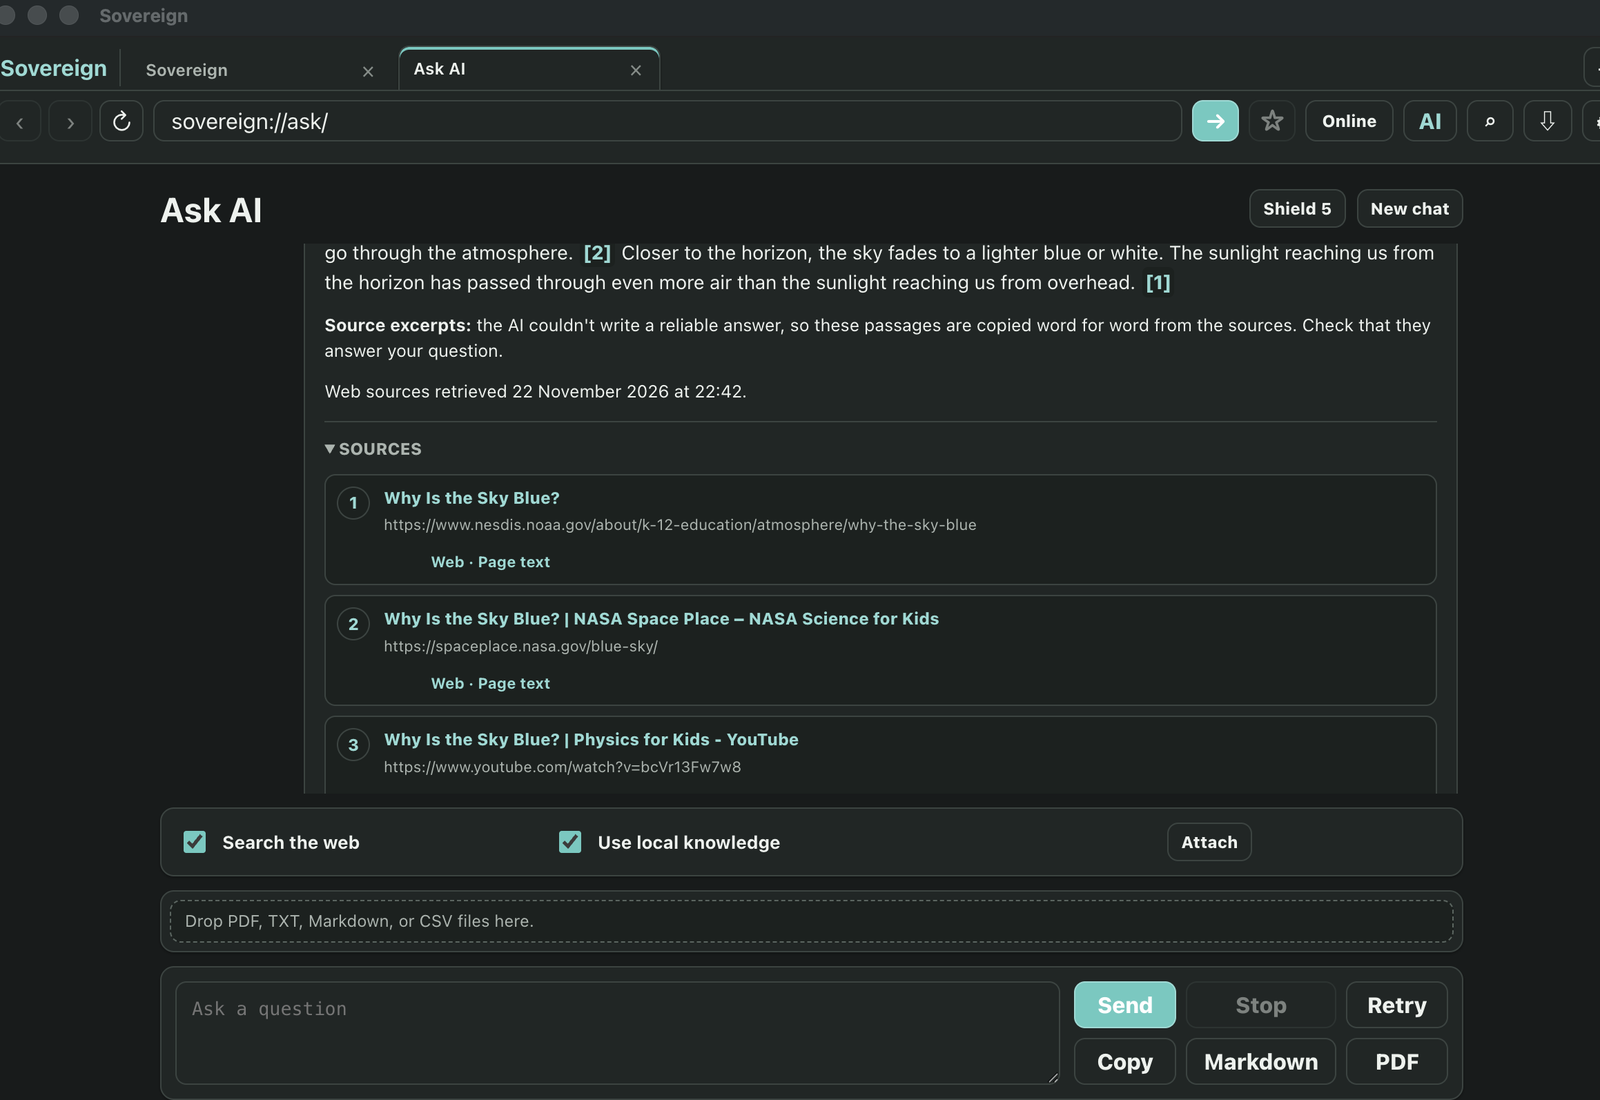 Sovereign
Sovereign
Sovereign ×
Ask AI ×
sovereign://ask/
Online
AI
Ask AI
Shield 5
New chat
go through the atmosphere. [2] Closer to the horizon, the sky fades to a lighter blue or white. The sunlight reaching us from
the horizon has passed through even more air than the sunlight reaching us from overhead. [1]
Source excerpts: the AI couldn't write a reliable answer, so these passages are copied word for word from the sources. Check that they
answer your question.
Web sources retrieved 22 November 2026 at 22:42.
▼ SOURCES
1
Why Is the Sky Blue?
https://www.nesdis.noaa.gov/about/k-12-education/atmosphere/why-the-sky-blue
Web · Page text
2
Why Is the Sky Blue? | NASA Space Place – NASA Science for Kids
https://spaceplace.nasa.gov/blue-sky/
Web · Page text
3
Why Is the Sky Blue? | Physics for Kids - YouTube
https://www.youtube.com/watch?v=bcVr13Fw7w8
Search the web
Use local knowledge
Attach
Drop PDF, TXT, Markdown, or CSV files here.
Ask a question
Send
Stop
Retry
Copy
Markdown
PDF